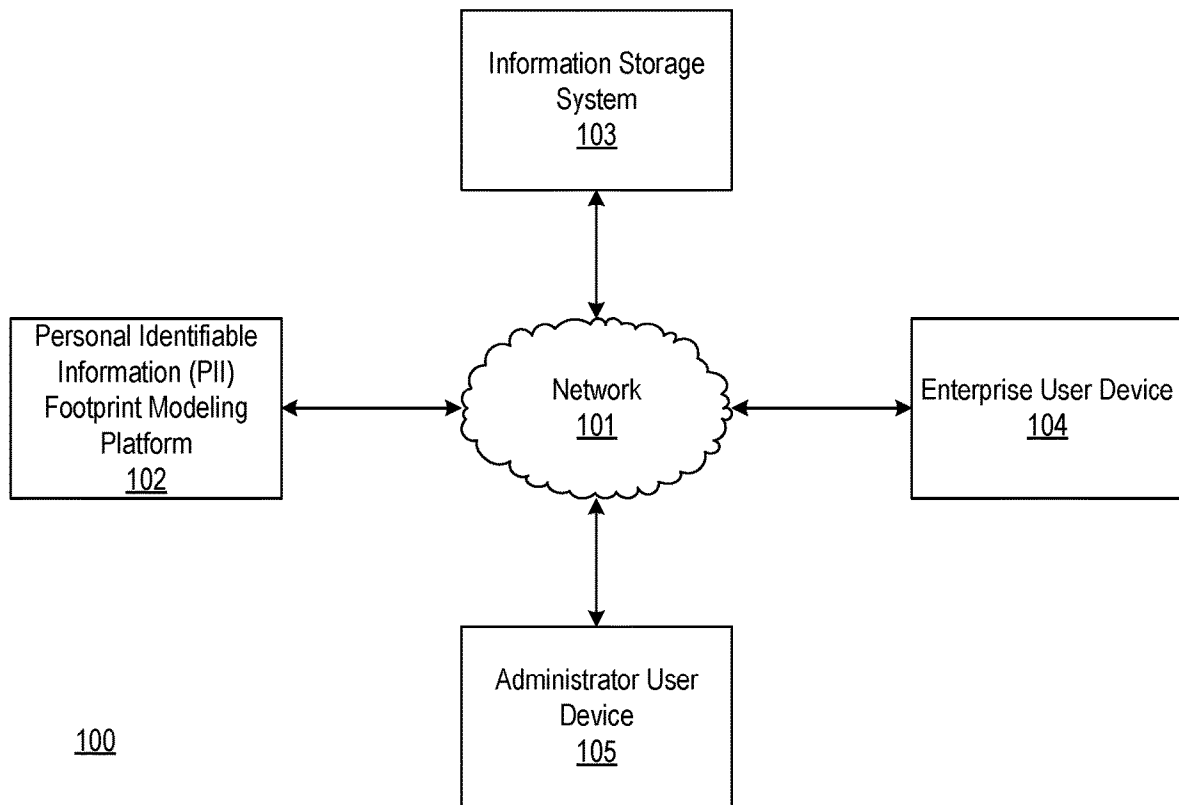 Information Storage
System
103
Personal Identifiable
Information (PII)
Footprint Modeling
Platform
102
Network
101
Enterprise User Device
104
Administrator User
Device
105
100